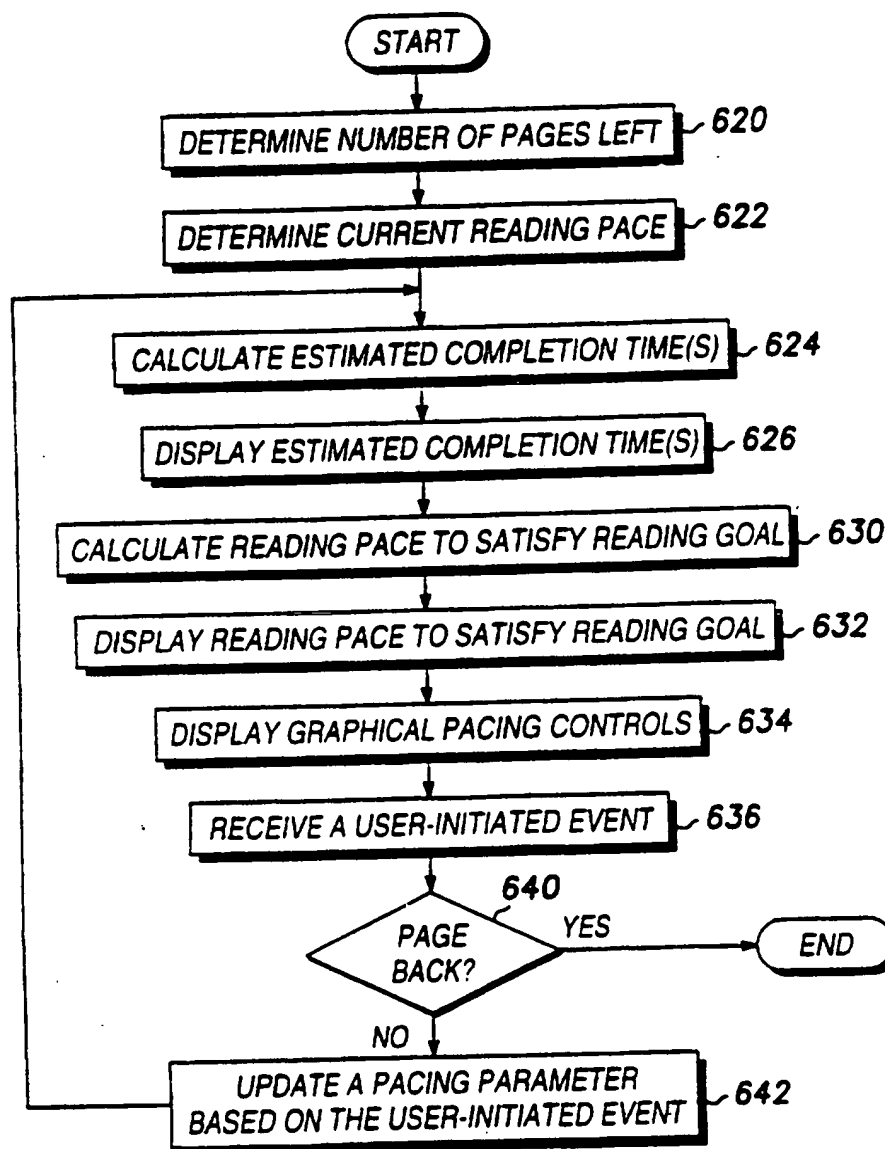 START
DETERMINE NUMBER OF PAGES LEFT 620
DETERMINE CURRENT READING PACE 622
CALCULATE ESTIMATED COMPLETION TIME(S) 624
DISPLAY ESTIMATED COMPLETION TIME(S) 626
CALCULATE READING PACE TO SATISFY READING GOAL 630
DISPLAY READING PACE TO SATISFY READING GOAL 632
DISPLAY GRAPHICAL PACING CONTROLS 634
RECEIVE A USER-INITIATED EVENT 636
640
PAGE
BACK?
YES
END
NO
UPDATE A PACING PARAMETER
BASED ON THE USER-INITIATED EVENT 642